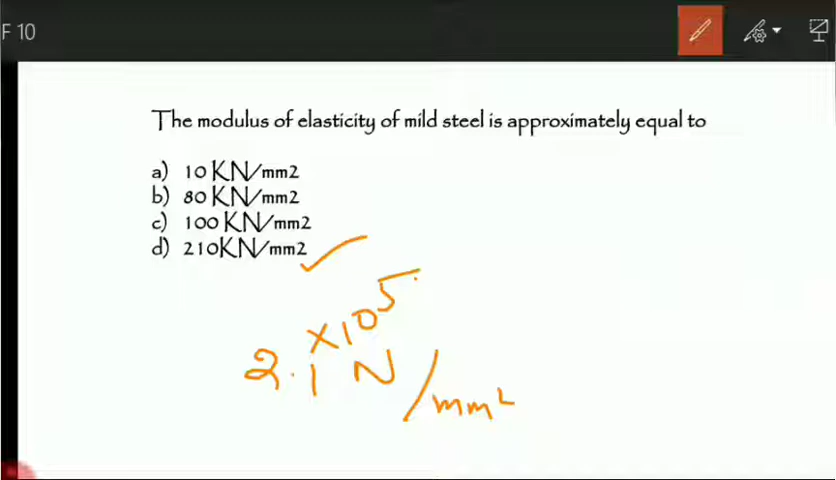 F 10
The modulus of elasticity of mild steel is approximately equal to
a) 10 KN/mm2
b) 80 KN/mm2
c) 100 KN/mm2
d) 210KN/mm2
2.1 ×10⁵ N/mm²